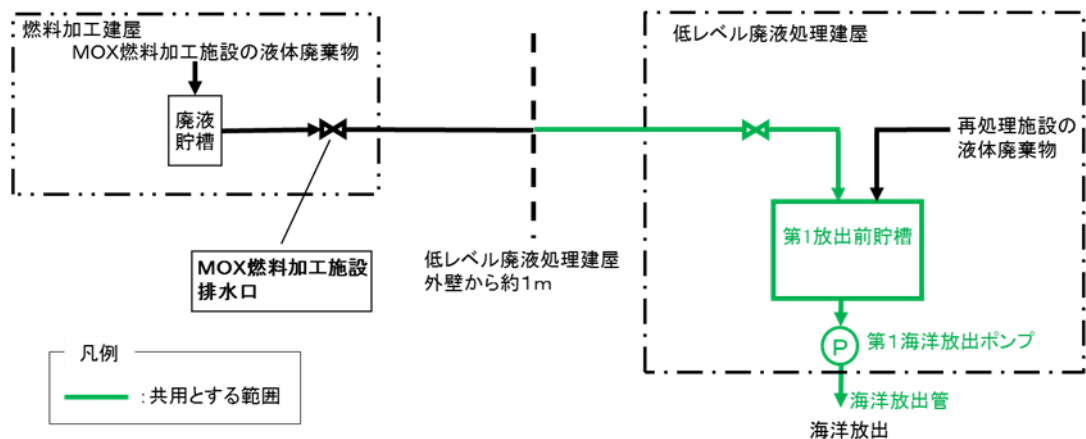 燃料加工建屋
MOX燃料加工施設の液体廃棄物
廃液
貯槽
MOX燃料加工施設
排水口
低レベル廃液処理建屋
外壁から約1m
低レベル廃液処理建屋
再処理施設の
液体廃棄物
第1放出前貯槽
P
第1海洋放出ポンプ
海洋放出管
海洋放出
凡例
：共用とする範囲